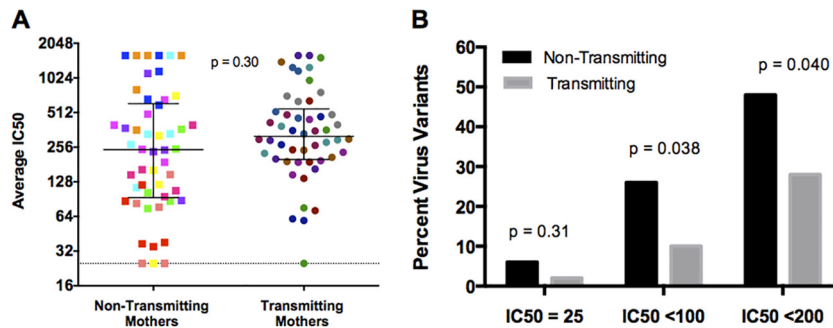 A
Average IC50
2048
1024
512
256
128
64
32
16
p = 0.30
Non-Transmitting
Mothers
Transmitting
Mothers
B
Percent Virus Variants
60
50
40
30
20
10
0
Non-Transmitting
Transmitting
p = 0.31
p = 0.038
p = 0.040
IC50 = 25
IC50 <100
IC50 <200